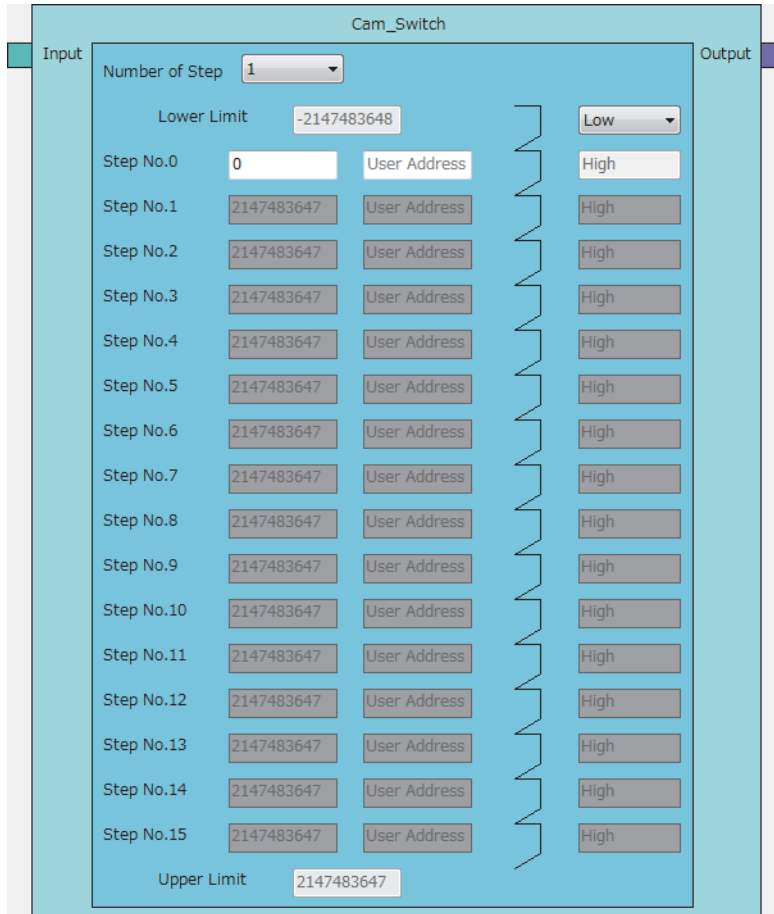 Cam_Switch
Input
Output
Number of Step 1
Lower Limit -2147483648 Low
Step No.0 0 User Address High
Step No.1 2147483647 User Address High
Step No.2 2147483647 User Address High
Step No.3 2147483647 User Address High
Step No.4 2147483647 User Address High
Step No.5 2147483647 User Address High
Step No.6 2147483647 User Address High
Step No.7 2147483647 User Address High
Step No.8 2147483647 User Address High
Step No.9 2147483647 User Address High
Step No.10 2147483647 User Address High
Step No.11 2147483647 User Address High
Step No.12 2147483647 User Address High
Step No.13 2147483647 User Address High
Step No.14 2147483647 User Address High
Step No.15 2147483647 User Address High
Upper Limit 2147483647